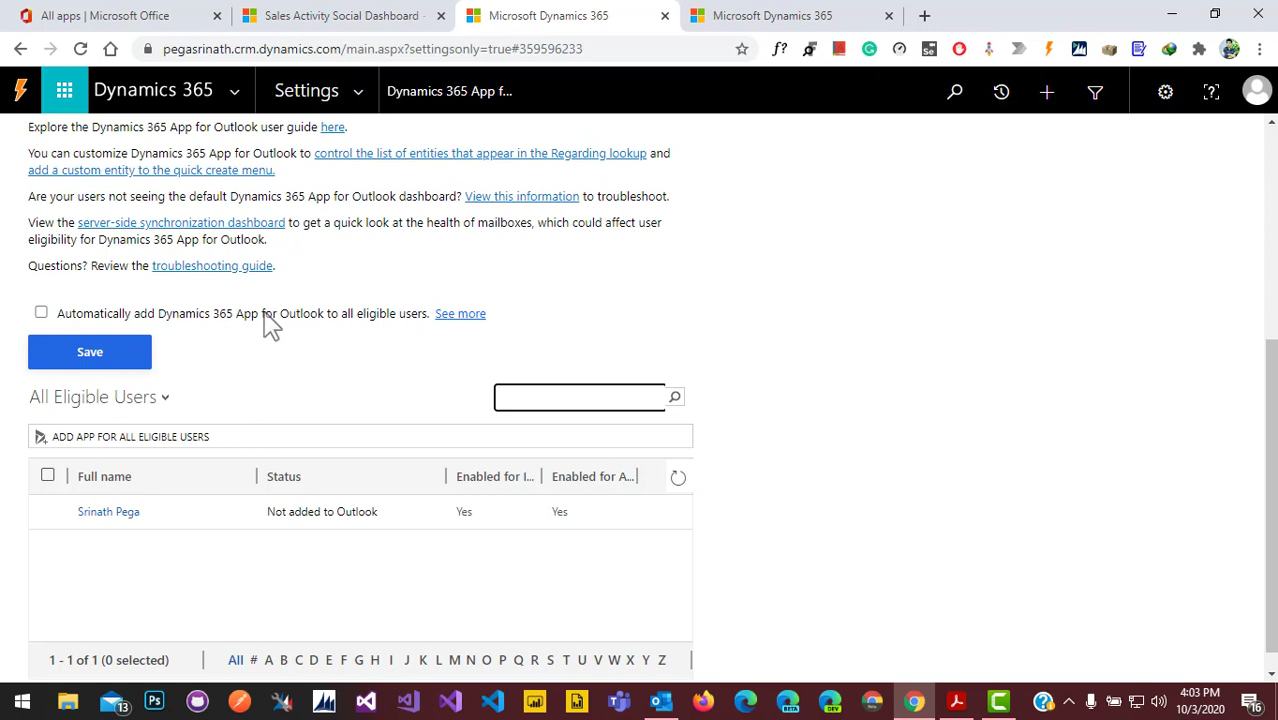 All apps | Microsoft Office
Sales Activity Social Dashboard -
Microsoft Dynamics 365
Microsoft Dynamics 365
pegasrinath.crm.dynamics.com/main.aspx?settingsonly=true#359596233
Dynamics 365
Settings
Dynamics 365 App f...
Explore the Dynamics 365 App for Outlook user guide here.
You can customize Dynamics 365 App for Outlook to control the list of entities that appear in the Regarding lookup and
add a custom entity to the quick create menu.
Are your users not seeing the default Dynamics 365 App for Outlook dashboard? View this information to troubleshoot.
View the server-side synchronization dashboard to get a quick look at the health of mailboxes, which could affect user
eligibility for Dynamics 365 App for Outlook.
Questions? Review the troubleshooting guide.
Automatically add Dynamics 365 App for Outlook to all eligible users. See more
Save
All Eligible Users
ADD APP FOR ALL ELIGIBLE USERS
Full name Status Enabled for I... Enabled for A...
Srinath Pega Not added to Outlook Yes Yes
1 - 1 of 1 (0 selected) All # A B C D E F G H I J K L M N O P Q R S T U V W X Y Z
4:03 PM
10/3/2020